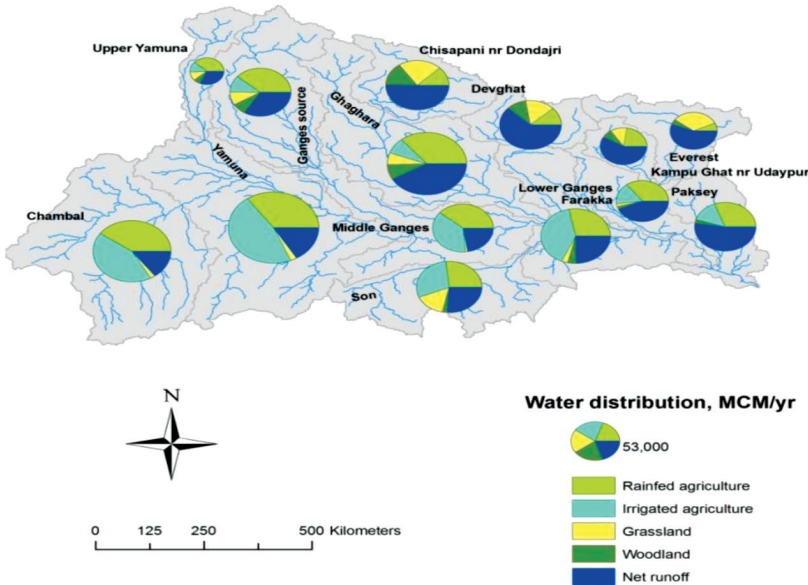 Upper Yamuna
Chisapani nr Dondajri
Devghat
Ghaghara
Ganges source
Yamuna
Everest
Kampu Ghat nr Udaypur
Lower Ganges
Farakka
Paksey
Chambal
Middle Ganges
Son
N
Water distribution, MCM/yr
53,000
Rainfed agriculture
Irrigated agriculture
Grassland
Woodland
Net runoff
0 125 250 500 Kilometers